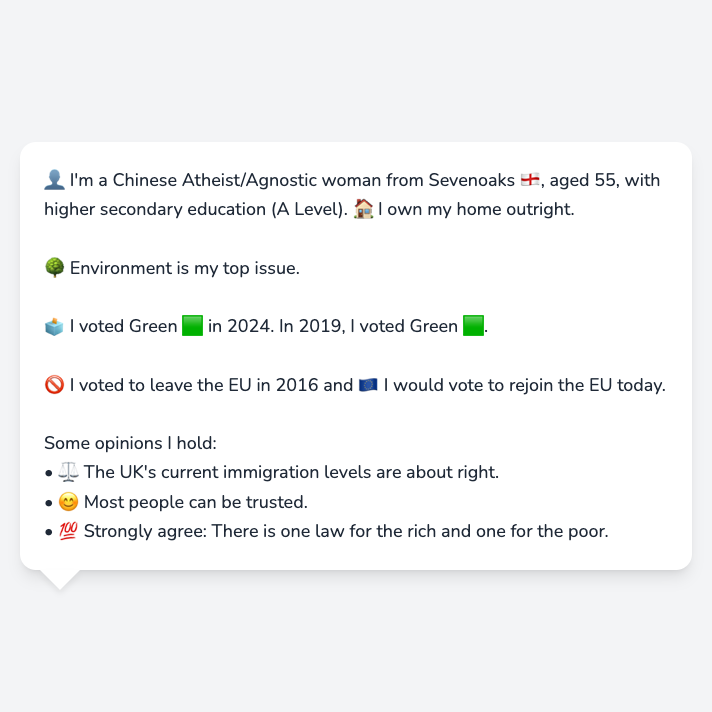 👤 I'm a Chinese Atheist/Agnostic woman from Sevenoaks 🏴󠁧󠁢󠁥󠁮󠁧󠁿, aged 55, with
higher secondary education (A Level). 🏠 I own my home outright.
🌳 Environment is my top issue.
🗳️ I voted Green 🟩 in 2024. In 2019, I voted Green 🟩.
🚫 I voted to leave the EU in 2016 and 🇪🇺 I would vote to rejoin the EU today.
Some opinions I hold:
• ⚖️ The UK's current immigration levels are about right.
• 😊 Most people can be trusted.
• 💯 Strongly agree: There is one law for the rich and one for the poor.